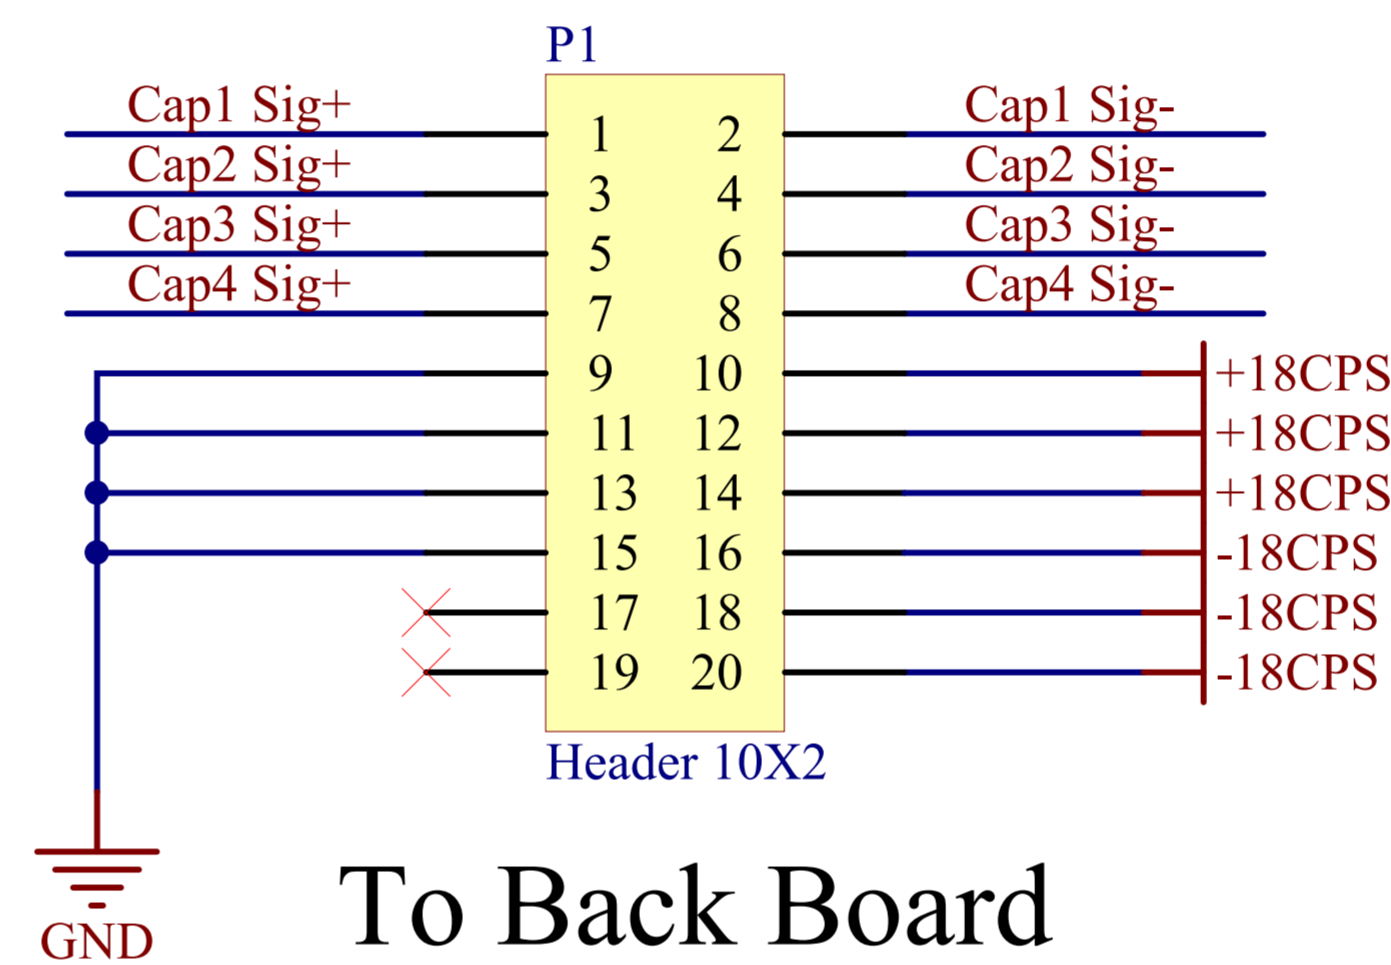 P1
Cap1 Sig+ 1 2 Cap1 Sig-
Cap2 Sig+ 3 4 Cap2 Sig-
Cap3 Sig+ 5 6 Cap3 Sig-
Cap4 Sig+ 7 8 Cap4 Sig-
9 10 +18CPS
11 12 +18CPS
13 14 +18CPS
15 16 -18CPS
17 18 -18CPS
19 20 -18CPS
Header 10X2
To Back Board
GND